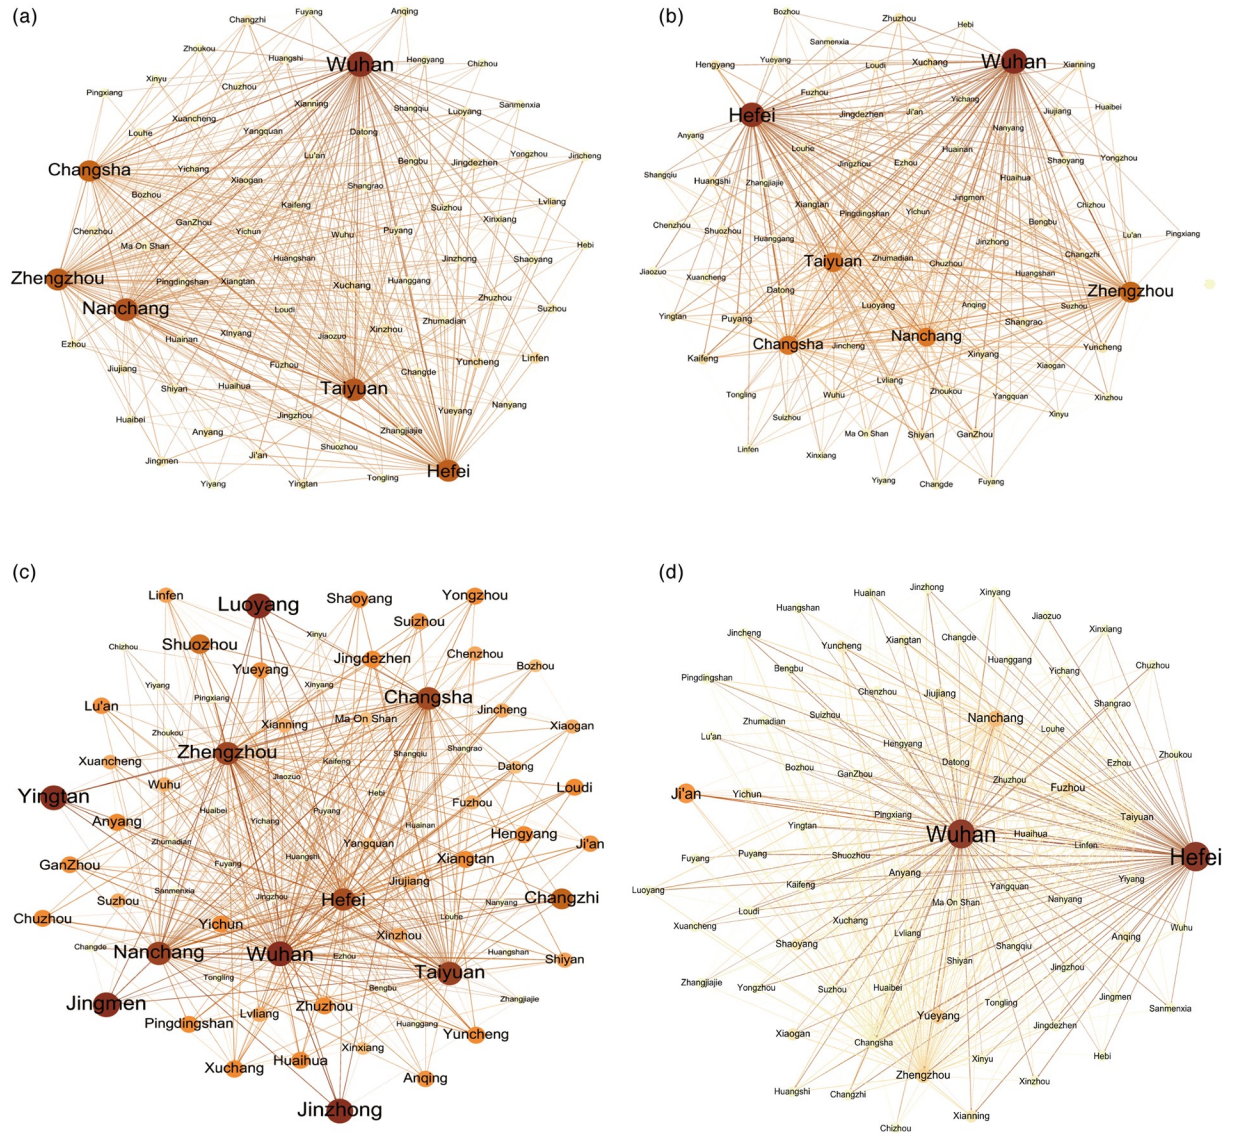 (a)
Fuyang
Anqing
Changzhi
Zhoukou
Huangshi
Wuhan
Hengyang
Chizhou
Xinyu
Chuzhou
Pingxiang
Xianning
Shangqiu
Luoyang
Sanmenxia
Xuancheng
Louhe
Yangquan
Datong
Lu'an
Bengbu
Jingdezhen
Yongzhou
Jincheng
Changsha
Yichang
Xiaogan
Shangrao
Bozhou
Lvliang
Kaifeng
Suizhou
Xinxiang
GanZhou
Chenzhou
Yichun
Wuhu
Puyang
Ma On Shan
Hebi
Huangshan
Jinzhong
Shaoyang
Zhengzhou
Pingdingshan
Xiangtan
Xuchang
Huanggang
Nanchang
Loudi
Zhuzhou
Suzhou
Zhumadian
Xinyang
Jiaozuo
Xinzhou
Ezhou
Huainan
Linfen
Jiujiang
Fuzhou
Changde
Yuncheng
Shiyan
Huaihua
Taiyuan
Nanyang
Huaibei
Jingzhou
Yueyang
Anyang
Zhangjiajie
Shuozhou
Jingmen
Ji'an
Hefei
Yiyang
Yingtan
Tongling
(b)
Bozhou
Zhuzhou
Hebi
Sanmenxia
Hengyang
Yueyang
Loudi
Xuchang
Wuhan
Xianning
Fuzhou
Yichang
Hefei
Jingdezhen
Ji'an
Jiujiang
Huaibei
Anyang
Nanyang
Louhe
Huainan
Jingzhou
Ezhou
Shaoyang
Yongzhou
Shangqiu
Huangshi
Zhangjiajie
Huaihua
Xiangtan
Jingmen
Chizhou
Pingdingshan
Yichun
Chenzhou
Shuozhou
Bengbu
Huanggang
Jinzhong
Lu'an
Pingxiang
Taiyuan
Zhumadian
Chuzhou
Changzhi
Jiaozuo
Xuancheng
Huangshan
Datong
Zhengzhou
Luoyang
Anqing
Suzhou
Yingtan
Puyang
Shangrao
Changsha
Jincheng
Nanchang
Kaifeng
Xinyang
Yuncheng
Xiaogan
Lvliang
Tongling
Wuhu
Zhoukou
Yangquan
Xinzhou
Suizhou
Xinyu
Ma On Shan
Shiyan
GanZhou
Linfen
Xinxiang
Yiyang
Changde
Fuyang
(c)
Linfen
Luoyang
Shaoyang
Yongzhou
Suizhou
Xinyu
Chizhou
Shuozhou
Jingdezhen
Chenzhou
Yueyang
Bozhou
Yiyang
Xinyang
Pingxiang
Changsha
Lu'an
Jincheng
Xianning
Ma On Shan
Xiaogan
Zhoukou
Zhengzhou
Shangqiu
Shangrao
Xuancheng
Kaifeng
Datong
Jiaozuo
Wuhu
Loudi
Yingtan
Hebi
Fuzhou
Huaibei
Puyang
Anyang
Yichang
Huainan
Hengyang
Zhumadian
Yangquan
Ji'an
GanZhou
Fuyang
Huangshi
Xiangtan
Jiujiang
Sanmenxia
Suzhou
Jingzhou
Hefei
Nanyang
Changzhi
Chuzhou
Yichun
Louhe
Xinzhou
Changde
Nanchang
Wuhan
Ezhou
Huangshan
Shiyan
Tongling
Taiyuan
Bengbu
Jingmen
Zhuzhou
Zhangjiajie
Lvliang
Pingdingshan
Huanggang
Yuncheng
Xinxiang
Xuchang
Huaihua
Anqing
Jinzhong
(d)
Jinzhong
Huainan
Xinyang
Huangshan
Jiaozuo
Jincheng
Xiangtan
Changde
Xinxiang
Yuncheng
Huanggang
Bengbu
Yichang
Chuzhou
Pingdingshan
Chenzhou
Jiujiang
Shangrao
Suizhou
Nanchang
Zhumadian
Louhe
Lu'an
Hengyang
Zhoukou
Datong
Ezhou
Bozhou
GanZhou
Zhuzhou
Fuzhou
Ji'an
Yichun
Pingxiang
Taiyuan
Yingtan
Wuhan
Huaihua
Linfen
Fuyang
Puyang
Shuozhou
Hefei
Anyang
Yiyang
Luoyang
Kaifeng
Yangquan
Ma On Shan
Nanyang
Loudi
Xuchang
Xuancheng
Lvliang
Wuhu
Shaoyang
Shangqiu
Anqing
Shiyan
Jingzhou
Zhangjiajie
Yongzhou
Suzhou
Huaibei
Tongling
Jingmen
Sanmenxia
Yueyang
Jingdezhen
Xiaogan
Changsha
Xinyu
Hebi
Zhengzhou
Xinzhou
Huangshi
Changzhi
Xianning
Chizhou